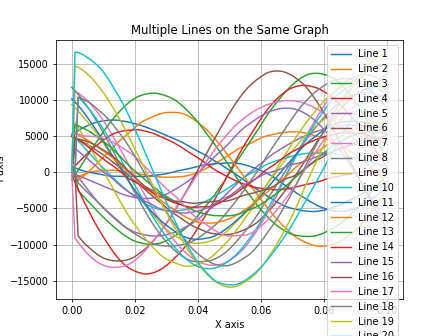 Multiple Lines on the Same Graph
15000
10000
5000
0
−5000
−10000
−15000
0.00
0.02
0.04
0.06
X axis
Line 1
Line 2
Line 3
Line 4
Line 5
Line 6
Line 7
Line 8
Line 9
Line 10
Line 11
Line 12
Line 13
Line 14
Line 15
Line 16
Line 17
Line 18
Line 19
Line 20